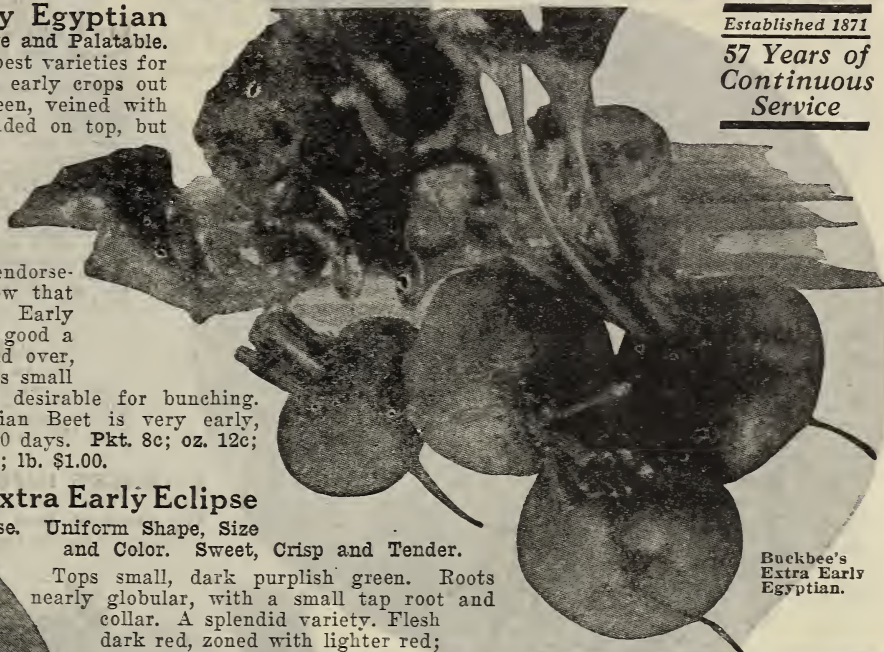 y Egyptian
e and Palatable.
best varieties for
early crops out
een, veined with
ded on top, but
endorse-
w that
Early
good a
d over,
s small
desirable for bunching.
ian Beet is very early,
0 days. Pkt. 8c; oz. 12c;
; lb. $1.00.
xtra Early Eclipse
se. Uniform Shape, Size
and Color. Sweet, Crisp and Tender.
Tops small, dark purplish green. Roots
nearly globular, with a small tap root and
collar. A splendid variety. Flesh
dark red, zoned with lighter red;
Established 1871
57 Years of
Continuous
Service
Buckbee's
Extra Early
Egyptian.